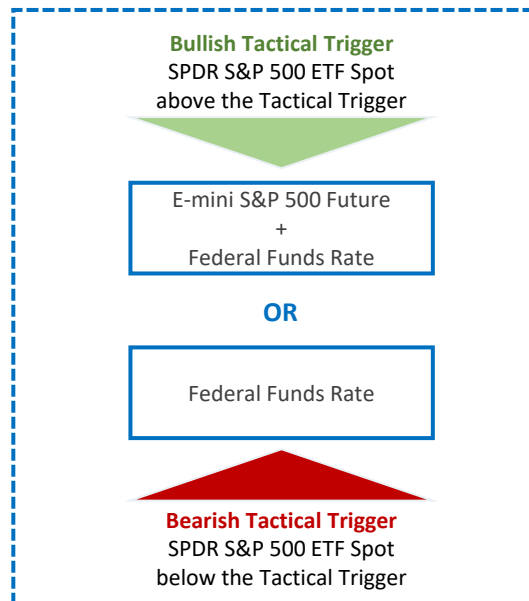 Bullish Tactical Trigger
SPDR S&P 500 ETF Spot
above the Tactical Trigger
E-mini S&P 500 Future
+
Federal Funds Rate
OR
Federal Funds Rate
Bearish Tactical Trigger
SPDR S&P 500 ETF Spot
below the Tactical Trigger